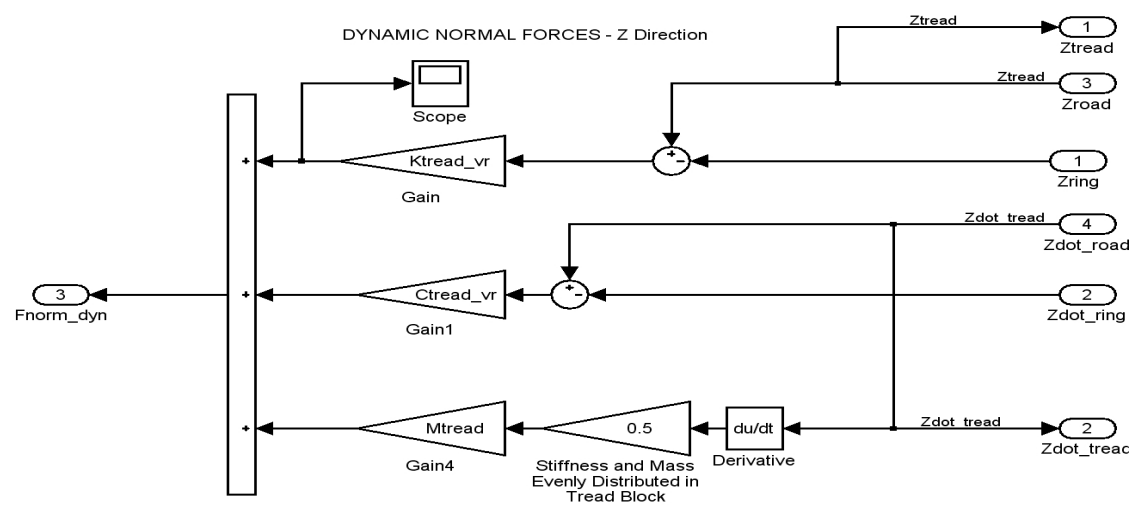 Ztread
1
Ztread
DYNAMIC NORMAL FORCES - Z Direction
Ztread
3
Zroad
Scope
+
Ktread_vr
Gain
+
-
1
Zring
Zdot_tread
4
Zdot_road
3
Fnorm_dyn
+
Ctread_vr
Gain1
+
-
2
Zdot_ring
+
Mtread
Gain4
0.5
Stiffness and Mass
Evenly Distributed in
Tread Block
du/dt
Derivative
Zdot_tread
2
Zdot_tread